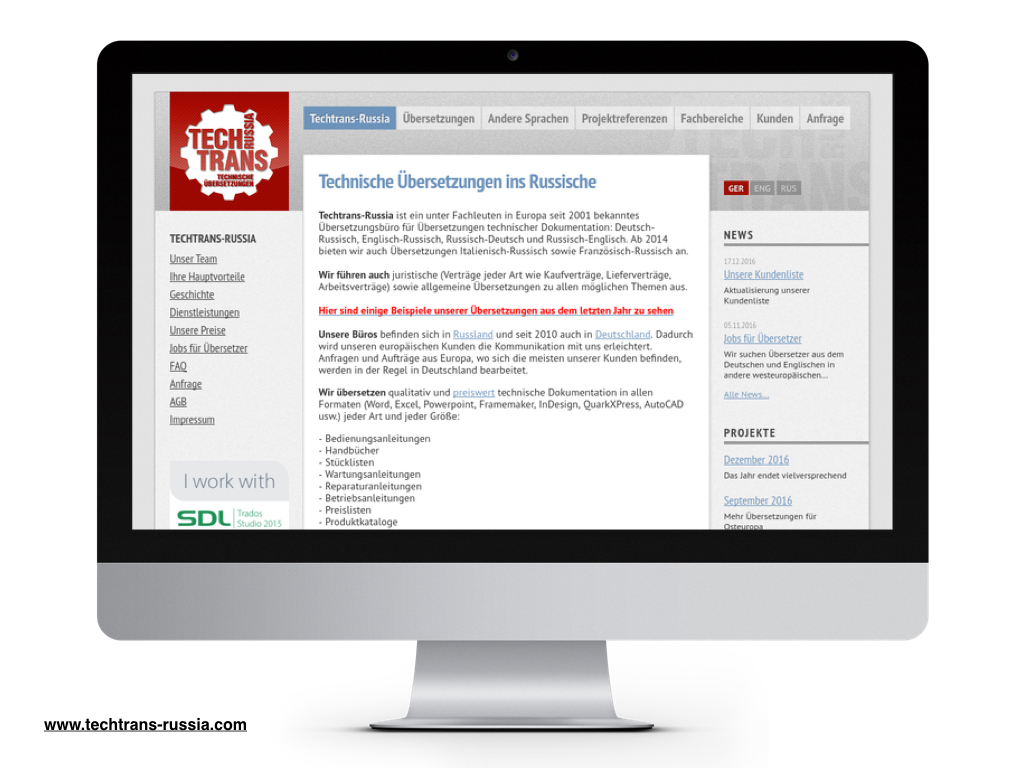 TECH
RUSSIA
TRANS
TECHNISCHE
ÜBERSETZUNGEN
Techtrans-Russia
Übersetzungen
Andere Sprachen
Projektreferenzen
Fachbereiche
Kunden
Anfrage
GER
ENG
RUS
TECHTRANS-RUSSIA
Unser Team
Ihre Hauptvorteile
Geschichte
Dienstleistungen
Unsere Preise
Jobs für Übersetzer
FAQ
Anfrage
AGB
Impressum
I work with
SDL
Trados
Studio 2015
Technische Übersetzungen ins Russische
Techtrans-Russia ist ein unter Fachleuten in Europa seit 2001 bekanntes
Übersetzungsbüro für Übersetzungen technischer Dokumentation: Deutsch-
Russisch, Englisch-Russisch, Russisch-Deutsch und Russisch-Englisch. Ab 2014
bieten wir auch Übersetzungen Italienisch-Russisch sowie Französisch-Russisch an.
Wir führen auch juristische (Verträge jeder Art wie Kaufverträge, Lieferverträge,
Arbeitsverträge) sowie allgemeine Übersetzungen zu allen möglichen Themen aus.
Hier sind einige Beispiele unserer Übersetzungen aus dem letzten Jahr zu sehen
Unsere Büros befinden sich in Russland und seit 2010 auch in Deutschland. Dadurch
wird unseren europäischen Kunden die Kommunikation mit uns erleichtert.
Anfragen und Aufträge aus Europa, wo sich die meisten unserer Kunden befinden,
werden in der Regel in Deutschland bearbeitet.
Wir übersetzen qualitativ und preiswert technische Dokumentation in allen
Formaten (Word, Excel, Powerpoint, Framemaker, InDesign, QuarkXPress, AutoCAD
usw.) jeder Art und jeder Größe:
- Bedienungsanleitungen
- Handbücher
- Stücklisten
- Wartungsanleitungen
- Reparaturanleitungen
- Betriebsanleitungen
- Preislisten
- Produktkataloge
NEWS
17.12.2016
Unsere Kundenliste
Aktualisierung unserer
Kundenliste
05.11.2016
Jobs für Übersetzer
Wir suchen Übersetzer aus dem
Deutschen und Englischen in
andere westeuropäischen...
Alle News...
PROJEKTE
Dezember 2016
Das Jahr endet vielversprechend
September 2016
Mehr Übersetzungen für
Osteuropa
www.techtrans-russia.com